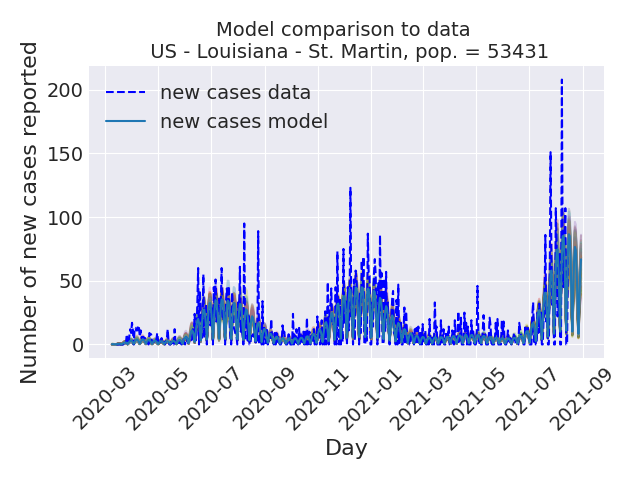 Model comparison to data
US - Louisiana - St. Martin, pop. = 53431
Number of new cases reported
200
150
100
50
0
new cases data
new cases model
2020-03
2020-05
2020-07
2020-09
2020-11
2021-01
2021-03
2021-05
2021-07
2021-09
Day